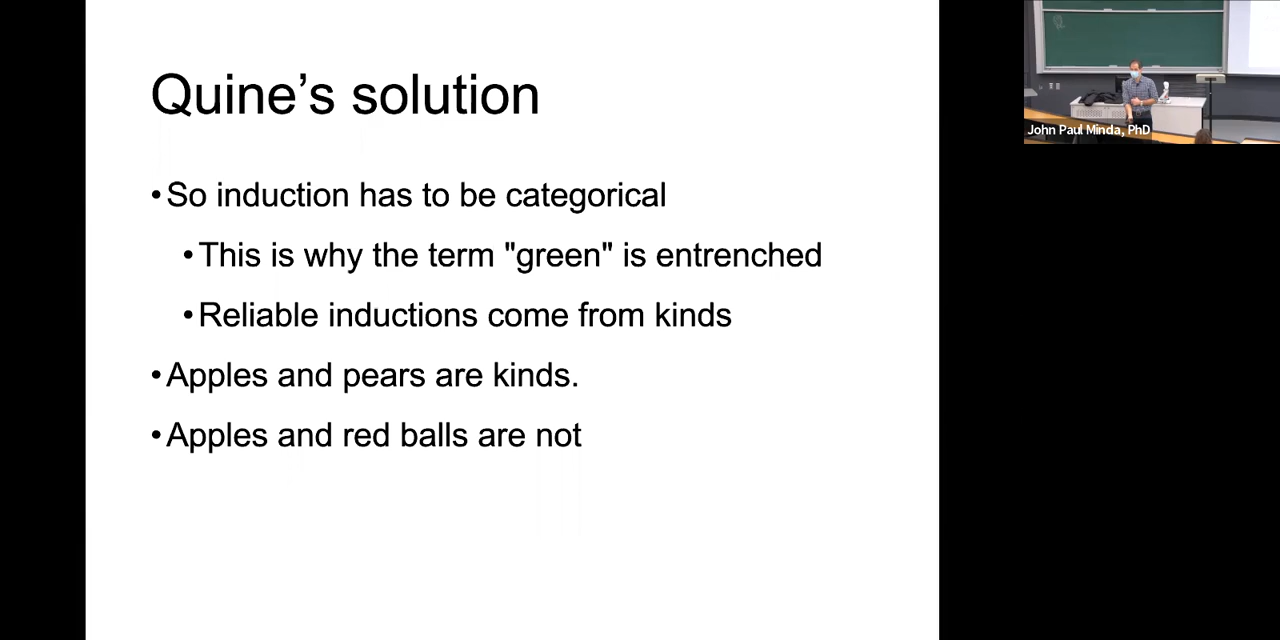 Quine’s solution
•So induction has to be categorical
•This is why the term "green" is entrenched
•Reliable inductions come from kinds
•Apples and pears are kinds.
•Apples and red balls are not
John Paul Minda, PhD